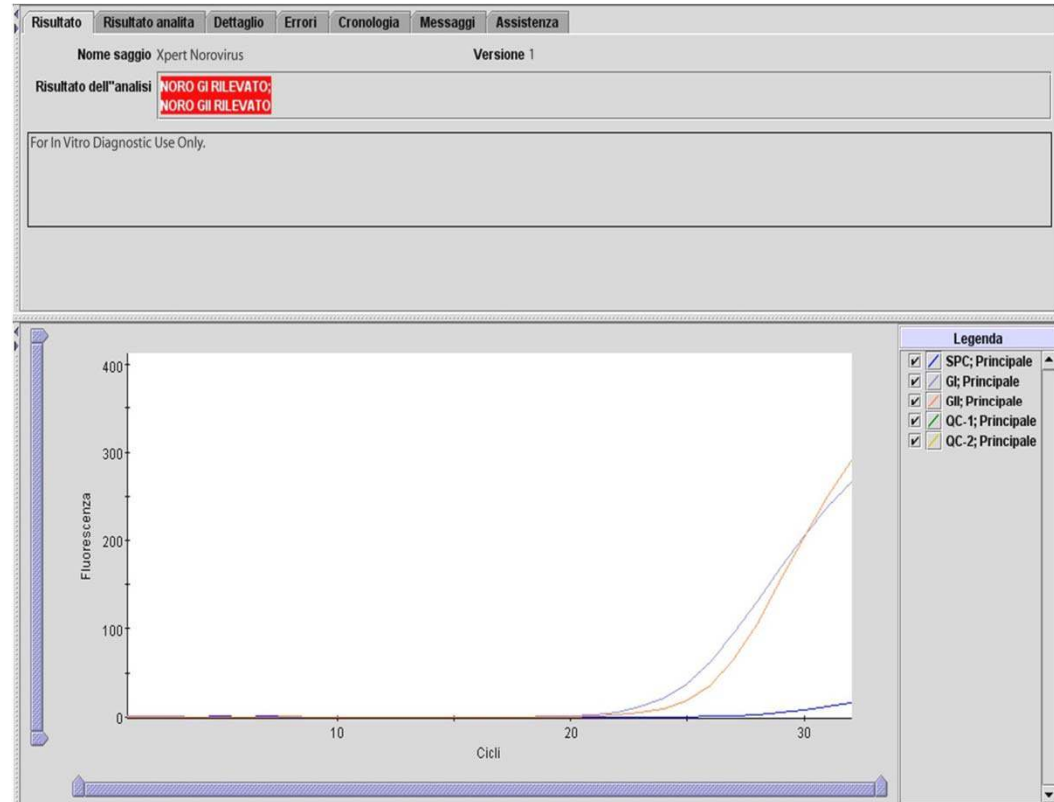 Risultato Risultato analita Dettaglio Errori Cronologia Messaggi Assistenza
Nome saggio Xpert Norovirus Versione 1
Risultato dell"analisi NORO GI RILEVATO;
NORO GII RILEVATO
For In Vitro Diagnostic Use Only.
Legenda
SPC; Principale
GI; Principale
GII; Principale
QC-1; Principale
QC-2; Principale
400
300
200
100
0
Fluorescenza
10 20 30
Cicli